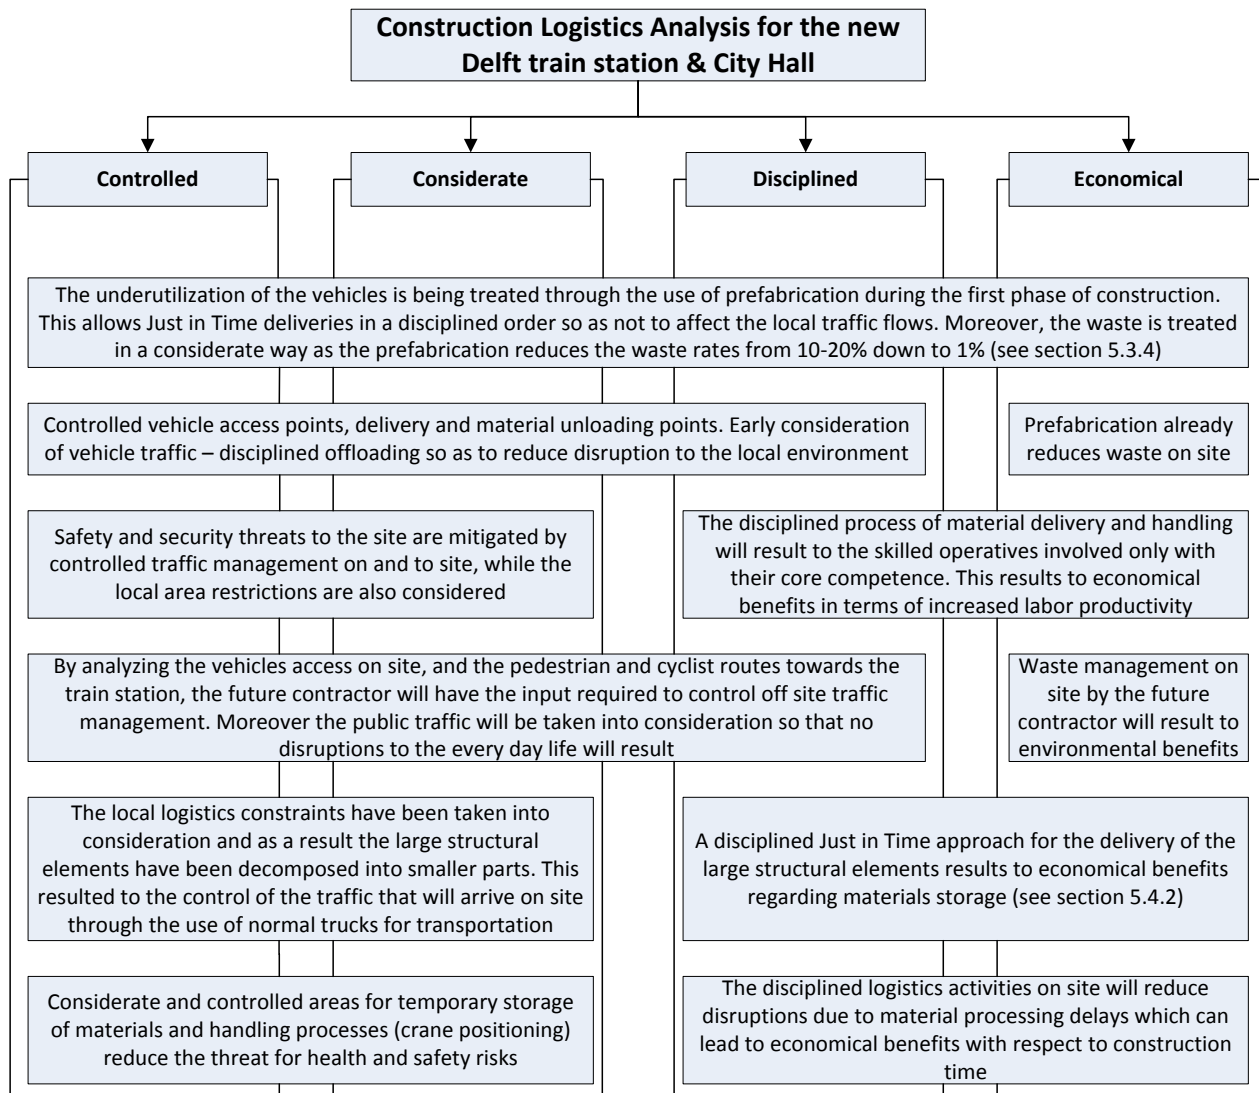 Construction Logistics Analysis for the new
Delft train station & City Hall
Controlled
Considerate
Disciplined
Economical
The underutilization of the vehicles is being treated through the use of prefabrication during the first phase of construction.
This allows Just in Time deliveries in a disciplined order so as not to affect the local traffic flows. Moreover, the waste is treated
in a considerate way as the prefabrication reduces the waste rates from 10-20% down to 1% (see section 5.3.4)
Controlled vehicle access points, delivery and material unloading points. Early consideration
of vehicle traffic – disciplined offloading so as to reduce disruption to the local environment
Prefabrication already
reduces waste on site
Safety and security threats to the site are mitigated by
controlled traffic management on and to site, while the
local area restrictions are also considered
The disciplined process of material delivery and handling
will result to the skilled operatives involved only with
their core competence. This results to economical
benefits in terms of increased labor productivity
By analyzing the vehicles access on site, and the pedestrian and cyclist routes towards the
train station, the future contractor will have the input required to control off site traffic
management. Moreover the public traffic will be taken into consideration so that no
disruptions to the every day life will result
Waste management on
site by the future
contractor will result to
environmental benefits
The local logistics constraints have been taken into
consideration and as a result the large structural
elements have been decomposed into smaller parts. This
resulted to the control of the traffic that will arrive on site
through the use of normal trucks for transportation
A disciplined Just in Time approach for the delivery of the
large structural elements results to economical benefits
regarding materials storage (see section 5.4.2)
Considerate and controlled areas for temporary storage
of materials and handling processes (crane positioning)
reduce the threat for health and safety risks
The disciplined logistics activities on site will reduce
disruptions due to material processing delays which can
lead to economical benefits with respect to construction
time